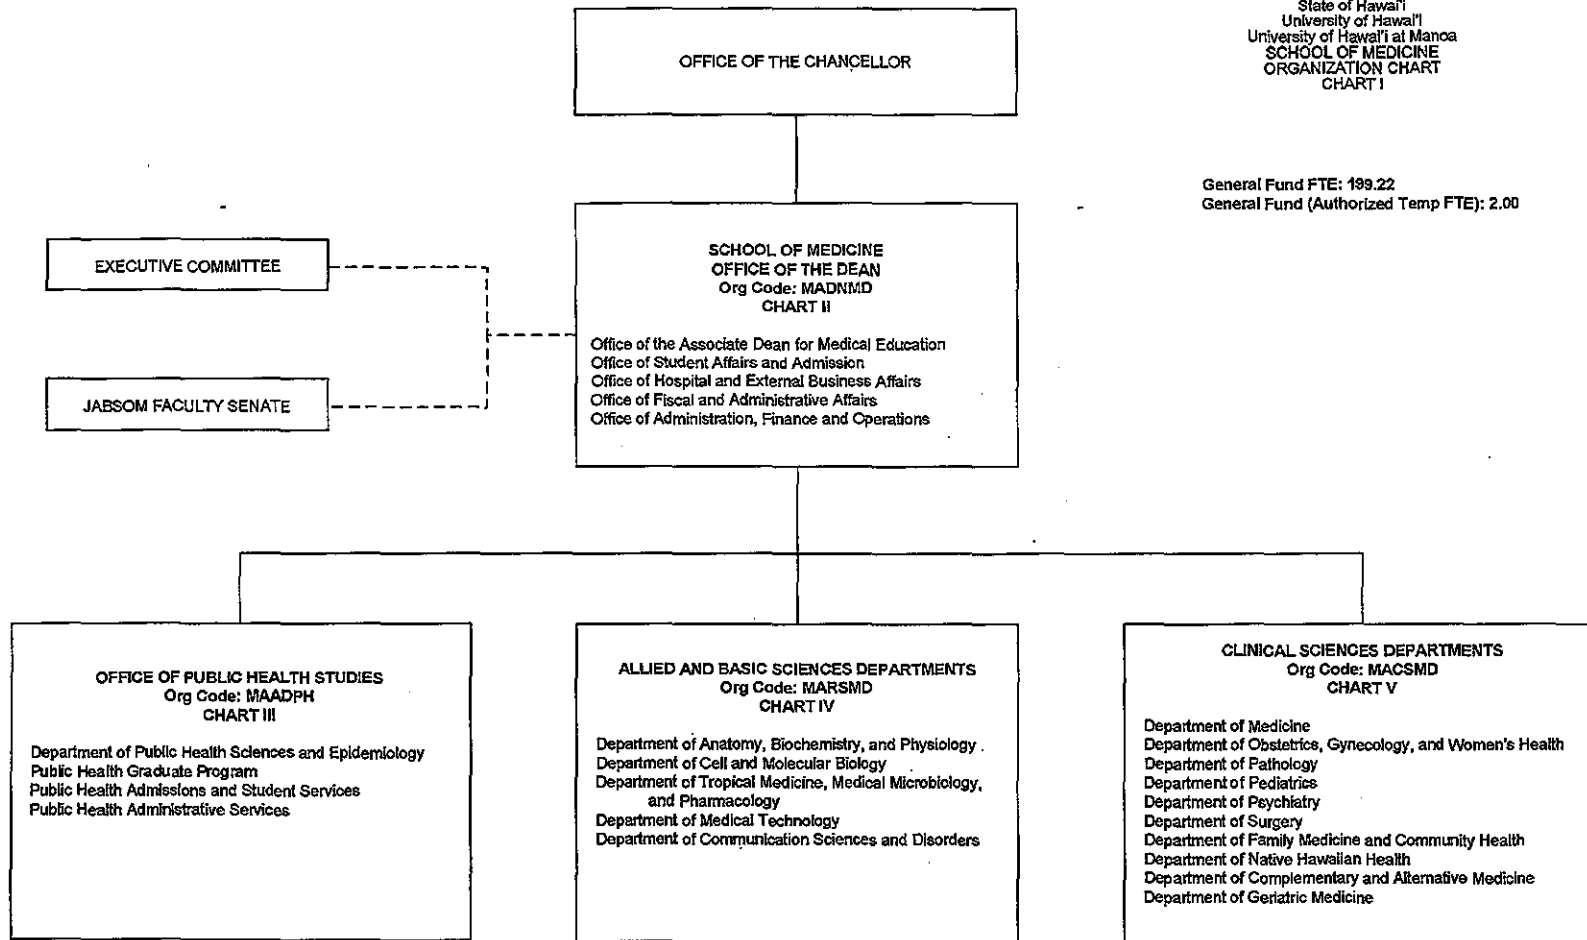 State of Hawai'i
University of Hawai'i
University of Hawai'i at Manoa
SCHOOL OF MEDICINE
ORGANIZATION CHART
CHART I
OFFICE OF THE CHANCELLOR
General Fund FTE: 199.22
General Fund (Authorized Temp FTE): 2.00
EXECUTIVE COMMITTEE
JABSOM FACULTY SENATE
SCHOOL OF MEDICINE
OFFICE OF THE DEAN
Org Code: MADNMD
CHART II
Office of the Associate Dean for Medical Education
Office of Student Affairs and Admission
Office of Hospital and External Business Affairs
Office of Fiscal and Administrative Affairs
Office of Administration, Finance and Operations
OFFICE OF PUBLIC HEALTH STUDIES
Org Code: MAADPH
CHART III
Department of Public Health Sciences and Epidemiology
Public Health Graduate Program
Public Health Admissions and Student Services
Public Health Administrative Services
ALLIED AND BASIC SCIENCES DEPARTMENTS
Org Code: MARSMD
CHART IV
Department of Anatomy, Biochemistry, and Physiology
Department of Cell and Molecular Biology
Department of Tropical Medicine, Medical Microbiology,
and Pharmacology
Department of Medical Technology
Department of Communication Sciences and Disorders
CLINICAL SCIENCES DEPARTMENTS
Org Code: MACSMD
CHART V
Department of Medicine
Department of Obstetrics, Gynecology, and Women's Health
Department of Pathology
Department of Pediatrics
Department of Psychiatry
Department of Surgery
Department of Family Medicine and Community Health
Department of Native Hawaiian Health
Department of Complementary and Alternative Medicine
Department of Geriatric Medicine